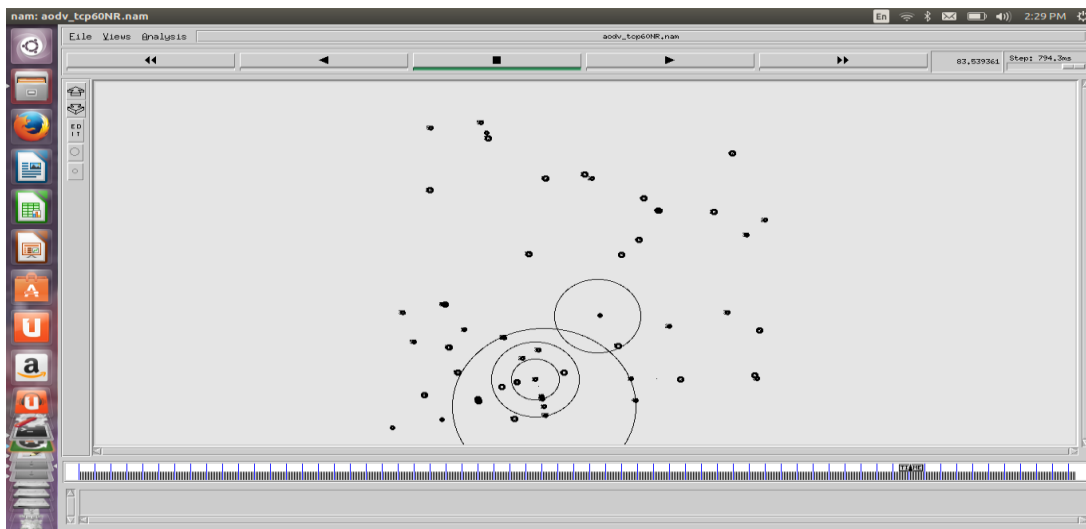 nam: aodv_tcp60NR.nam
En
2:29 PM
File Views Analysis
aodv_tcp60NR.nam
83.539361
Step: 794.3ms
ED
IT
TIME